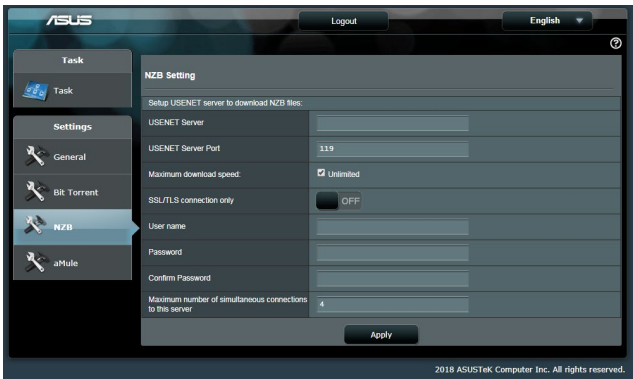 ASUS
Logout
English
Task
Task
Settings
General
Bit Torrent
NZB
aMule
NZB Setting
Setup USENET server to download NZB files:
USENET Server
USENET Server Port 119
Maximum download speed: Unlimited
SSL/TLS connection only OFF
User name
Password
Confirm Password
Maximum number of simultaneous connections
to this server 4
Apply
2018 ASUSTeK Computer Inc. All rights reserved.